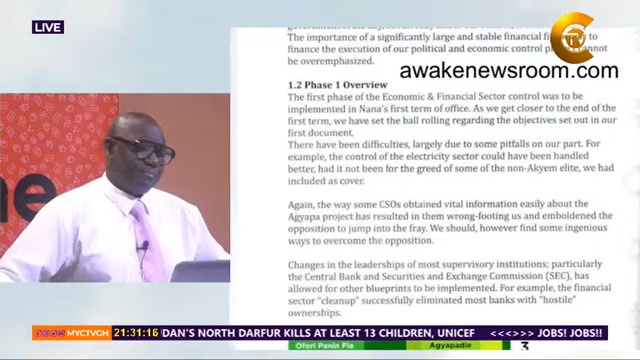 LIVE
The importance of a significantly large and stable financial
finance the execution of our political and economic control
be overemphasized.
C
TV
awakenewsroom.com
1.2 Phase 1 Overview
The first phase of the Economic & Financial Sector control was to be
implemented in Nana's first term of office. As we get closer to the end of the
first term, we have set the ball rolling regarding the objectives set out in our
first document.
There have been difficulties, largely due to some pitfalls on our part. For
example, the control of the electricity sector could have been handled
better, had it not been for the greed of some of the non-Akyem elite, we had
included as cover.
Again, the way some CSOs obtained vital information easily about the
Agyapa project has resulted in them wrong-footing us and emboldened the
opposition to jump into the fray. We should, however find some ingenious
ways to overcome the opposition.
Changes in the leaderships of most supervisory institutions; particularly
the Central Bank and Securities and Exchange Commission (SEC), has
allowed for other blueprints to be implemented. For example, the financial
sector "cleanup" successfully eliminated most banks with "hostile"
ownerships.
Ofori Panin Fie
Agyapadie
3
me
MYCTVGH
21:31:16
DAN'S NORTH DARFUR KILLS AT LEAST 13 CHILDREN, UNICEF
<<>>> JOBS! JOBS!!